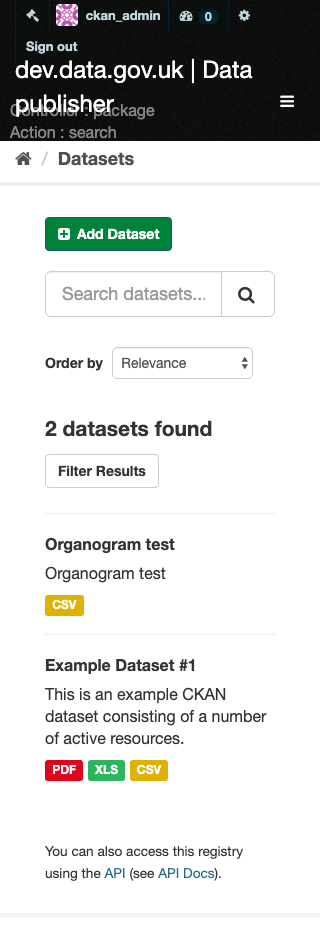 ckan_admin 0
Sign out
dev.data.gov.uk | Data
publisher
Controller : package
Action : search
/ Datasets
Add Dataset
Search datasets...
Order by Relevance
2 datasets found
Filter Results
Organogram test
Organogram test
CSV
Example Dataset #1
This is an example CKAN
dataset consisting of a number
of active resources.
PDF XLS CSV
You can also access this registry
using the API (see API Docs).